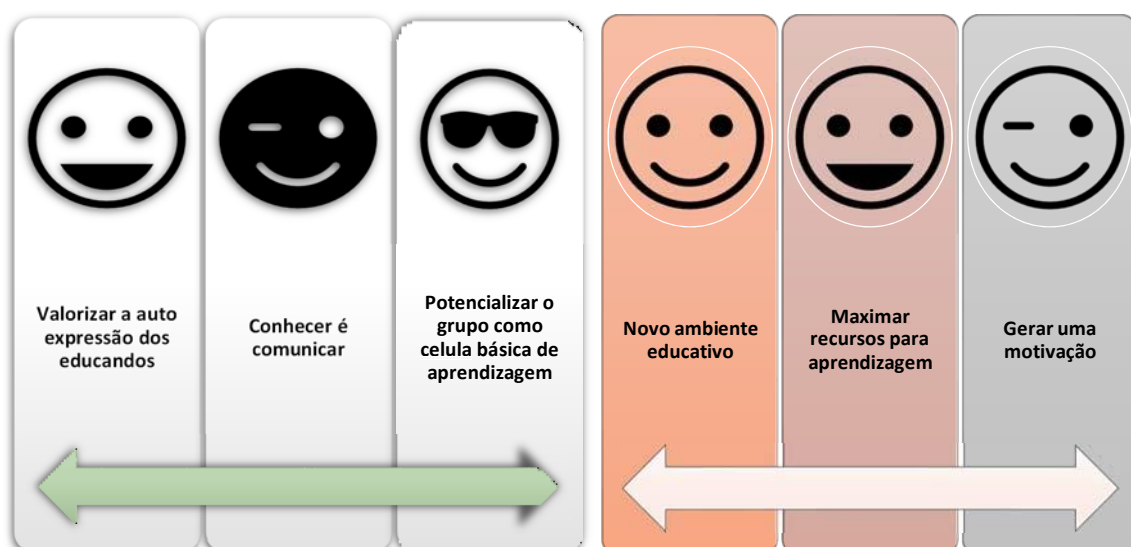 Valorizar a auto
expressão dos
educandos
Conhecer é
comunicar
Potencializar o
grupo como
celula básica de
aprendizagem
Novo ambiente
educativo
Maximar
recursos para
aprendizagem
Gerar uma
motivação